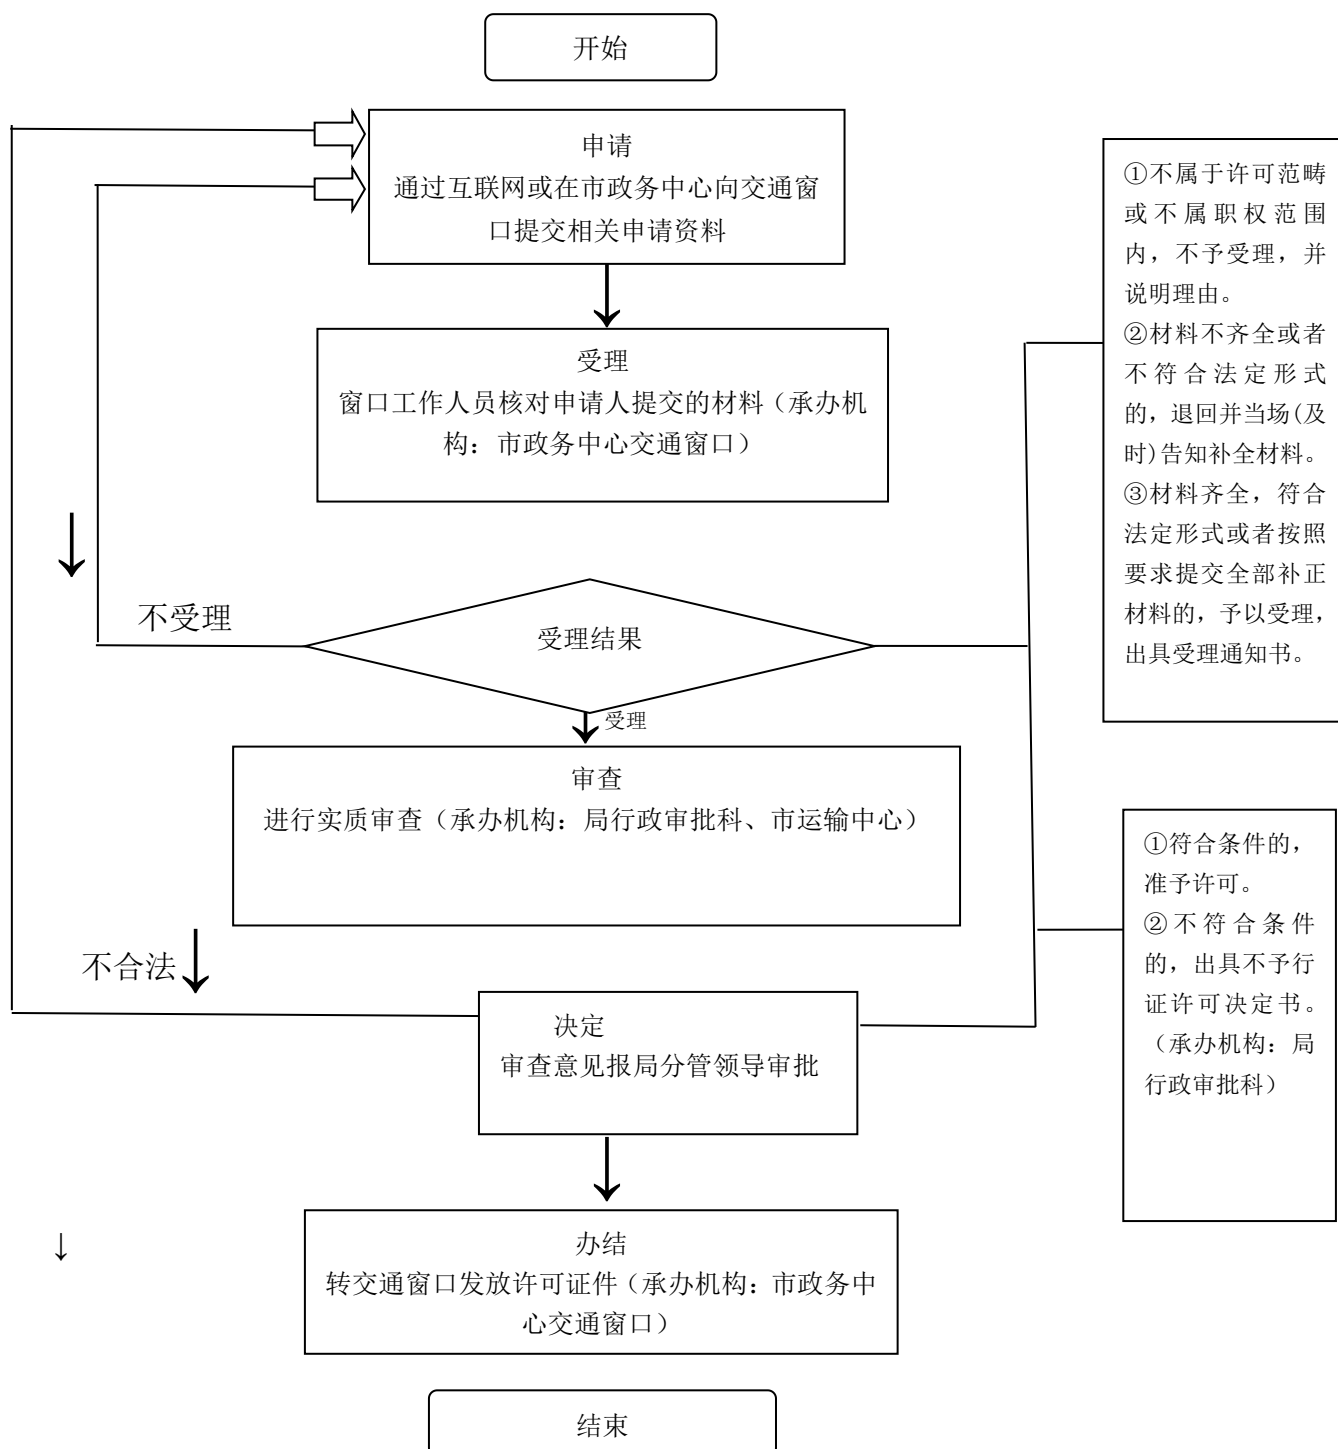 开始
申请
通过互联网或在市政务中心向交通窗
口提交相关申请资料
受理
窗口工作人员核对申请人提交的材料（承办机
构：市政务中心交通窗口）
①不属于许可范畴
或不属职权范围
内，不予受理，并
说明理由。
②材料不齐全或者
不符合法定形式
的，退回并当场(及
时)告知补全材料。
③材料齐全，符合
法定形式或者按照
要求提交全部补正
材料的，予以受理，
出具受理通知书。
↓
不受理
受理结果
↓受理
审查
进行实质审查（承办机构：局行政审批科、市运输中心）
不合法↓
决定
审查意见报局分管领导审批
①符合条件的，
准予许可。
②不符合条件
的，出具不予行
证许可决定书。
（承办机构：局
行政审批科）
↓
办结
转交通窗口发放许可证件（承办机构：市政务中
心交通窗口）
结束